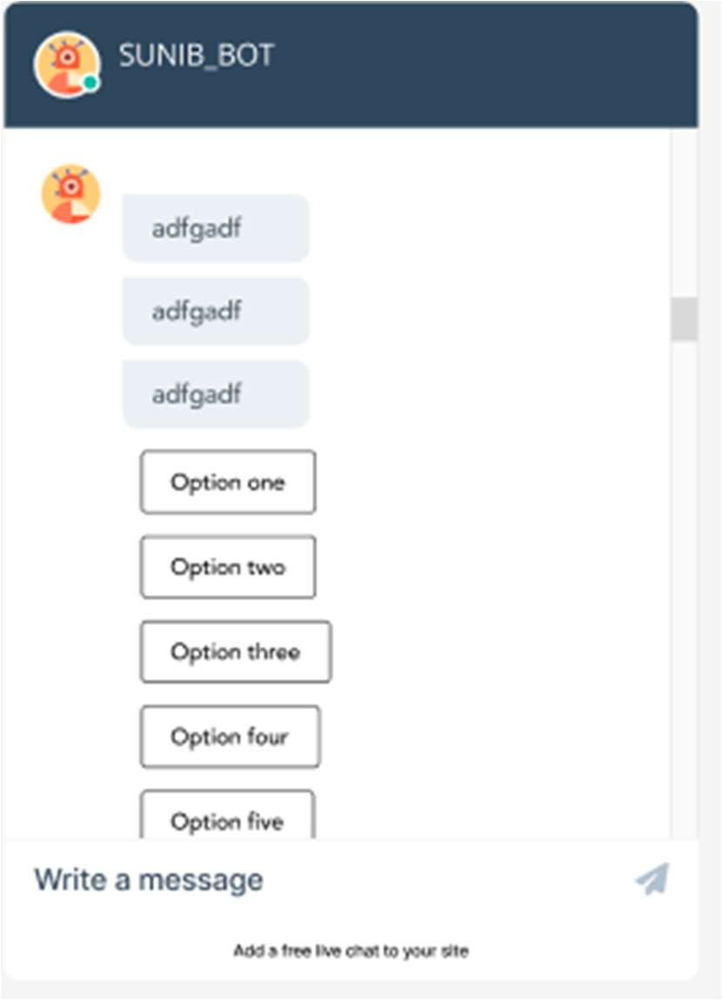 SUNIB_BOT
adfgadf
adfgadf
adfgadf
Option one
Option two
Option three
Option four
Option five
Write a message
Add a free live chat to your site